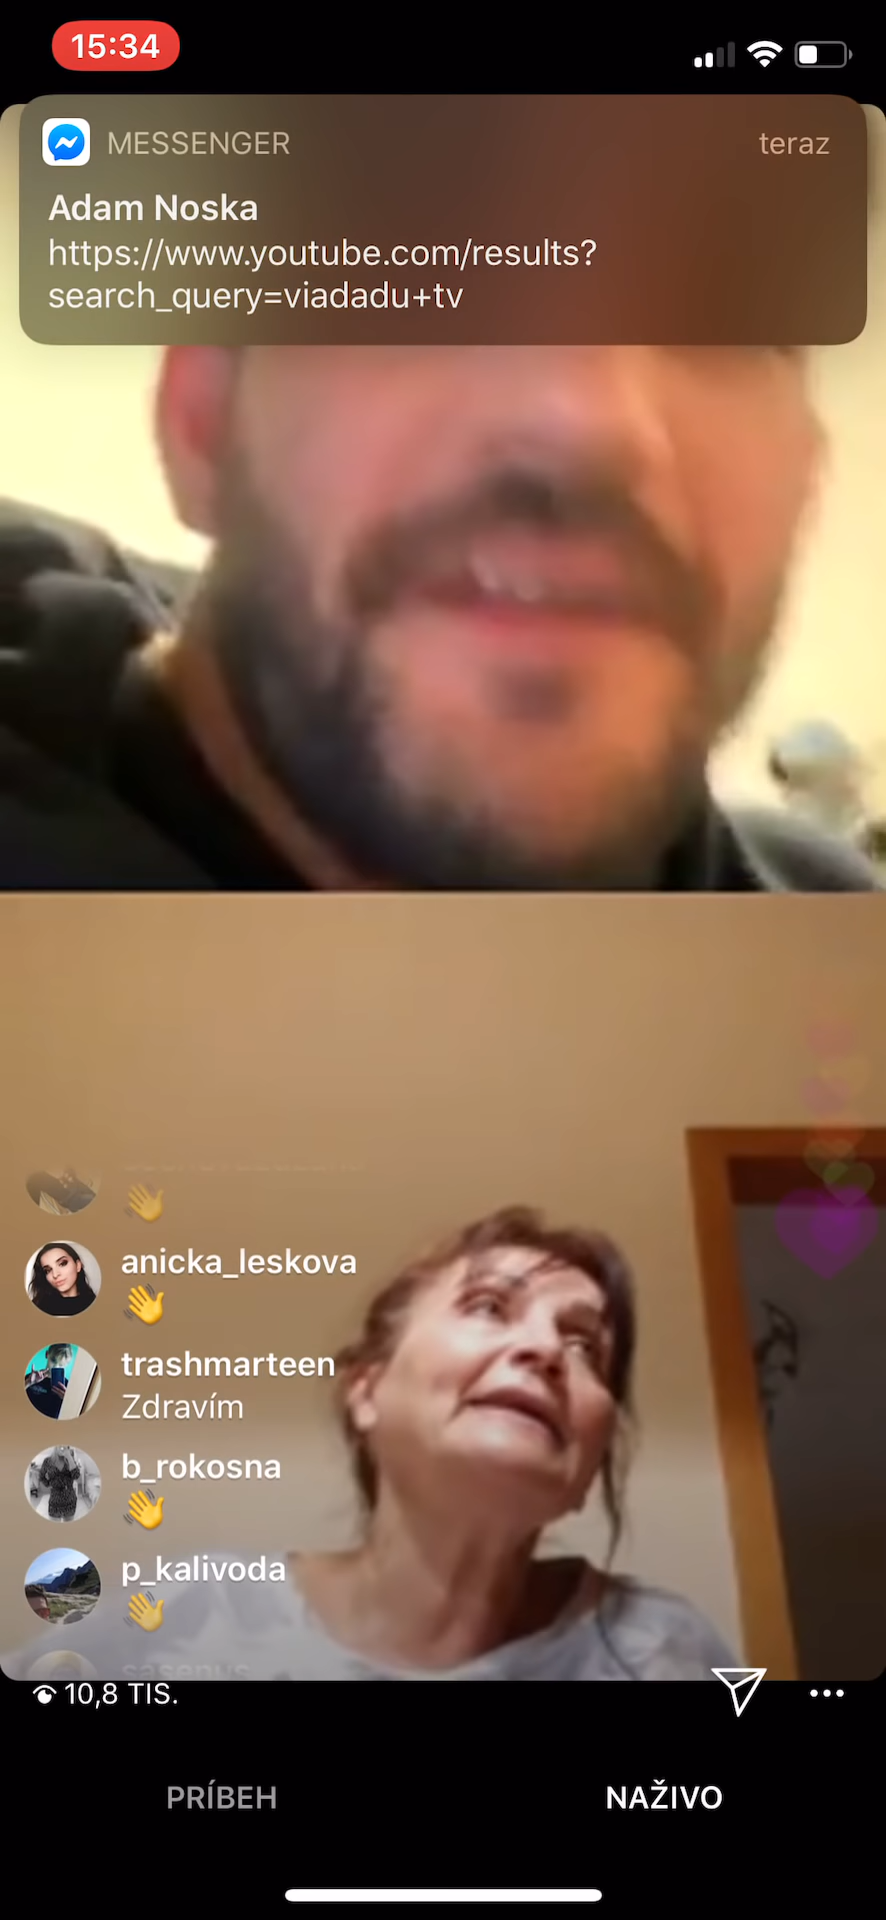 15:34
MESSENGER
teraz
Adam Noska
https://www.youtube.com/results?
search_query=viadadu+tv
anicka_leskova
👋
trashmarteen
Zdravím
b_rokosna
👋
p_kalivoda
👋
sasenus
10,8 TIS.
PRÍBEH
NAŽIVO